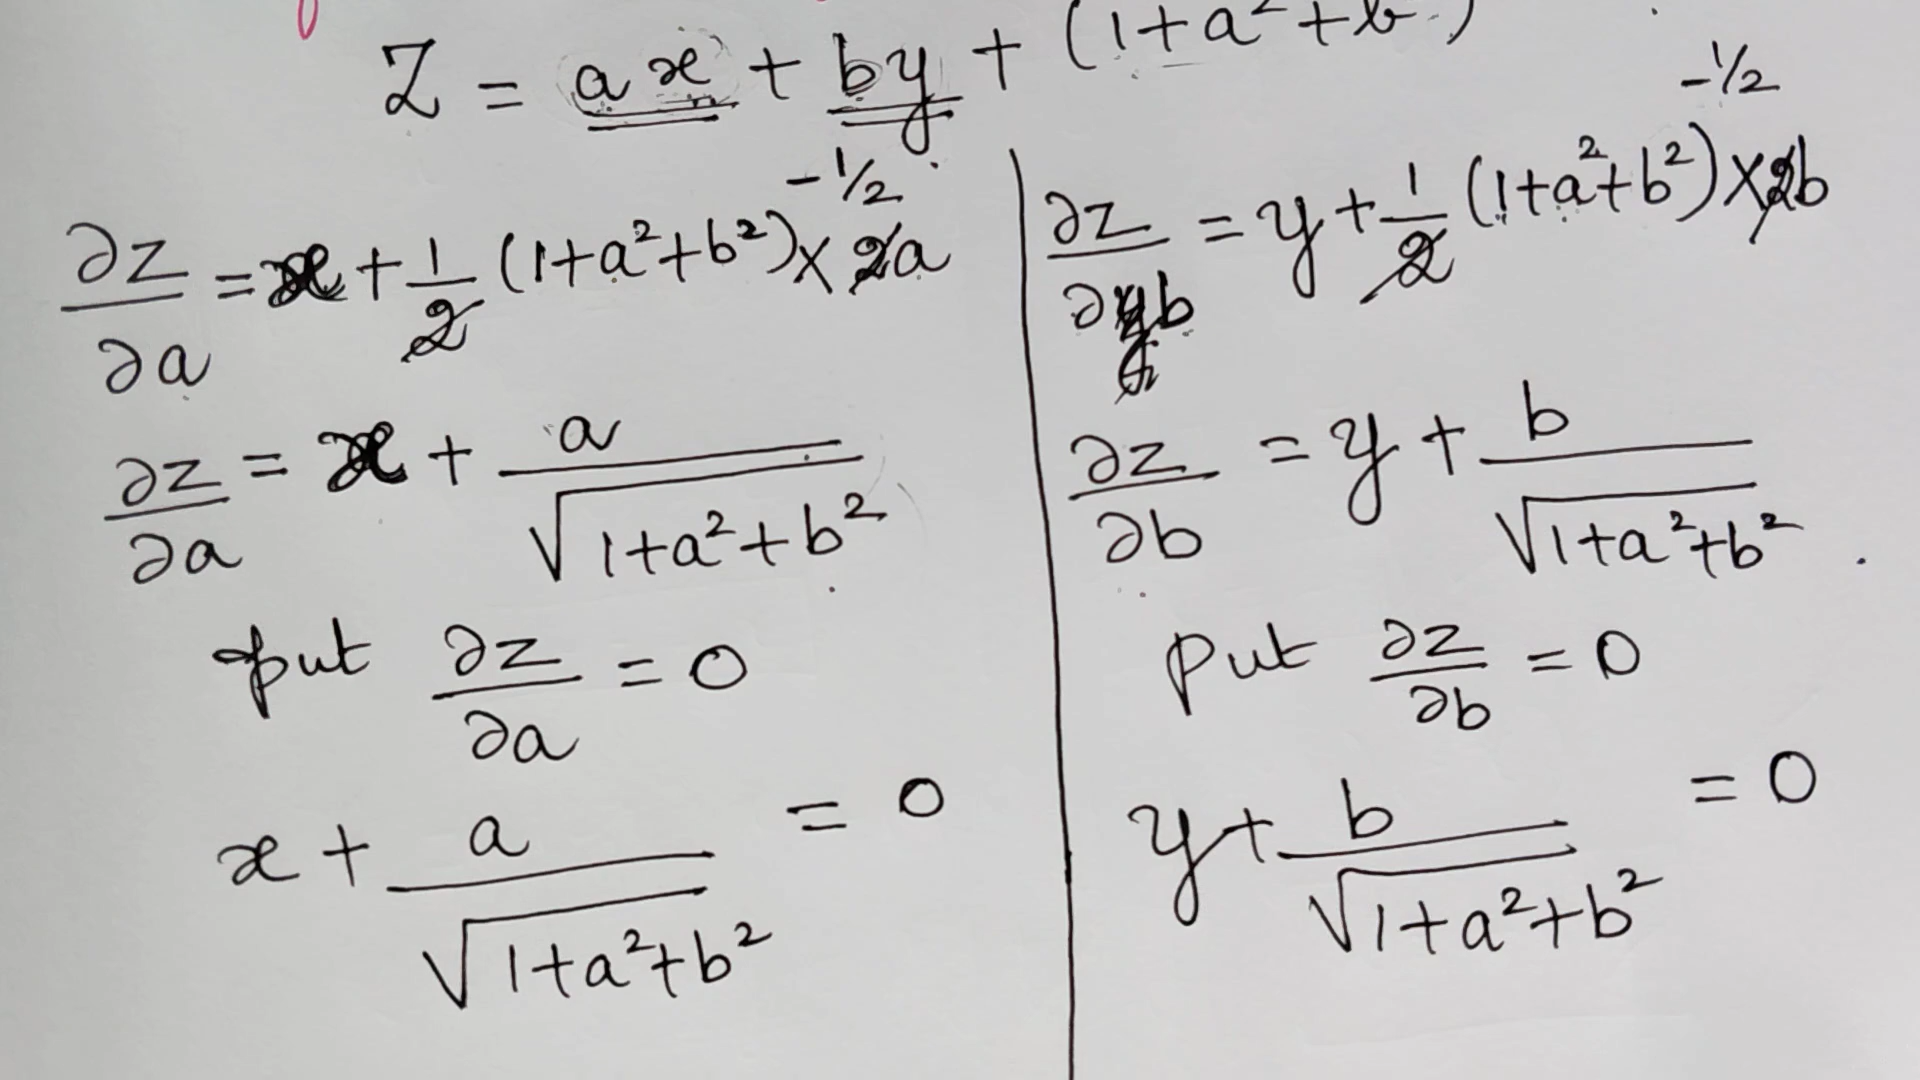 Z = ax + by + (1+a²+b²)
∂z/∂a = x + 1/2 (1+a²+b²)^-1/2 × 2a
∂z/∂a = x + a/√1+a²+b²
put ∂z/∂a = 0
x + a/√1+a²+b² = 0
∂z/∂b = y + 1/2 (1+a²+b²)^-1/2 × 2b
∂z/∂b = y + b/√1+a²+b²
put ∂z/∂b = 0
y + b/√1+a²+b² = 0